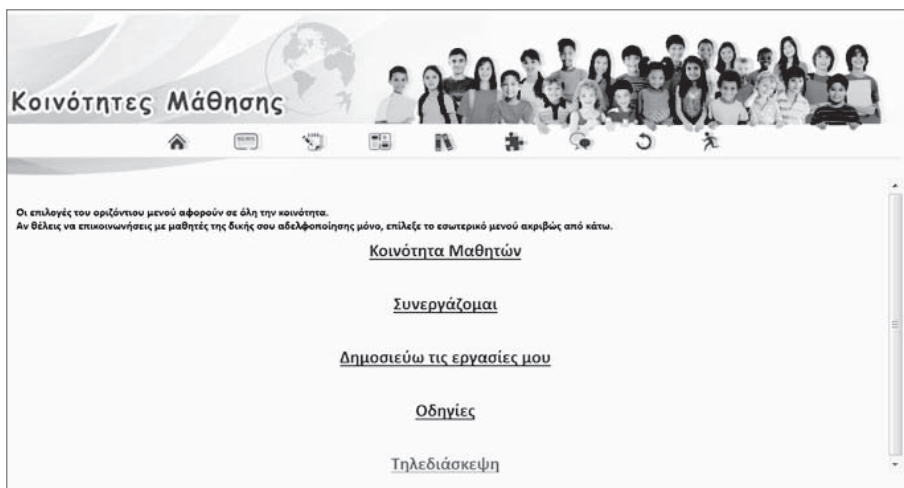 Κοινότητες Μάθησης
Οι επιλογές του οριζόντιου μενού αφορούν σε όλη την κοινότητα.
Αν θέλεις να επικοινωνήσεις με μαθητές της δικής σου αδελφοποίησης μόνο, επίλεξε το εσωτερικό μενού ακριβώς από κάτω.
Κοινότητα Μαθητών
Συνεργάζομαι
Δημοσιεύω τις εργασίες μου
Οδηγίες
Τηλεδιάσκεψη